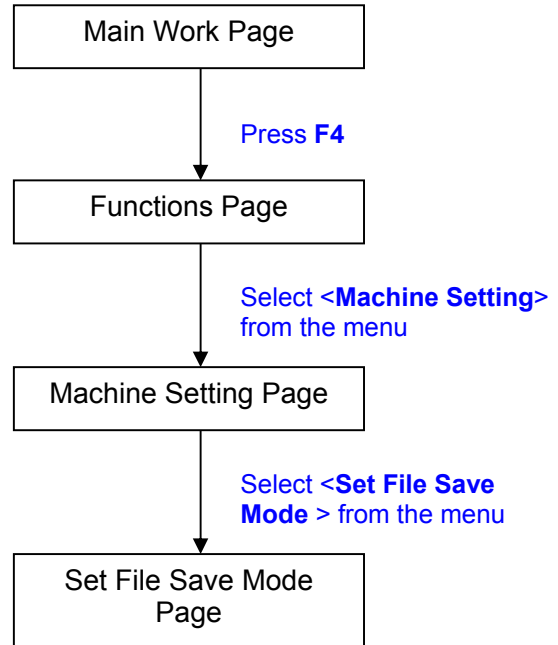 Main Work Page
Press F4
Functions Page
Select <Machine Setting>
from the menu
Machine Setting Page
Select <Set File Save
Mode > from the menu
Set File Save Mode
Page